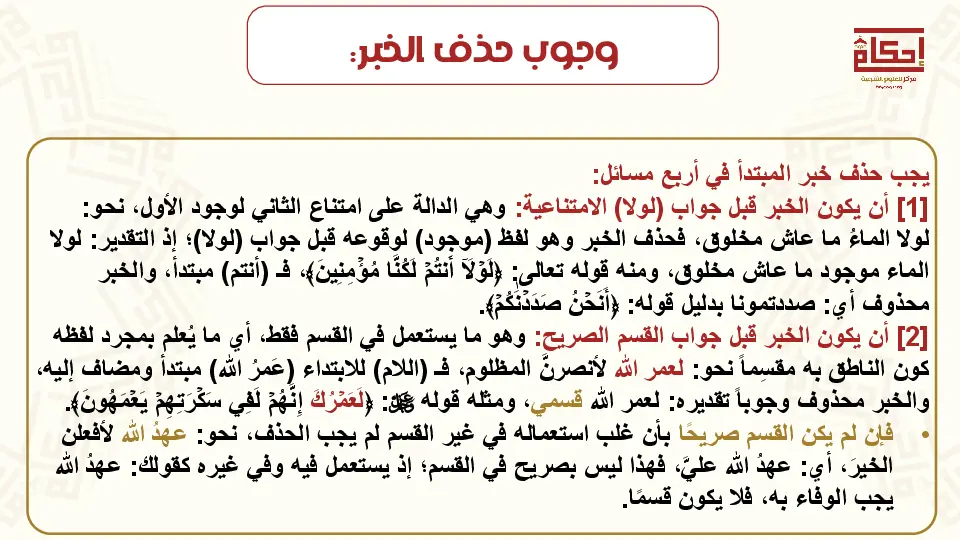 وجوب حذف الخبر:
إحكام
مركز للعلوم الشرعية
يجب حذف خبر المبتدأ في أربع مسائل:
[1] أن يكون الخبر قبل جواب (لولا) الامتناعية: وهي الدالة على امتناع الثاني لوجود الأول، نحو:
لولا الماءُ ما عاش مخلوق، فحذف الخبر وهو لفظ (موجود) لوقوعه قبل جواب (لولا)؛ إذ التقدير: لولا
الماء موجود ما عاش مخلوق، ومنه قوله تعالى: ﴿لَوۡلَآ أَنتُمۡ لَكُنَّا مُؤۡمِنِينَ﴾، فـ (أنتم) مبتدأ، والخبر
محذوف أي: صددتمونا بدليل قوله: ﴿أَنَحۡنُ صَدَدۡنَٰكُمۡ﴾.
[2] أن يكون الخبر قبل جواب القسم الصريح: وهو ما يستعمل في القسم فقط، أي ما يُعلم بمجرد لفظه
كون الناطق به مقسِماً نحو: لعمر الله لأنصرنَّ المظلوم، فـ (اللام) للابتداء (عَمرُ الله) مبتدأ ومضاف إليه،
والخبر محذوف وجوباً تقديره: لعمر الله قسمي، ومثله قوله ﷻ: ﴿لَعَمۡرُكَ إِنَّهُمۡ لَفِي سَكۡرَتِهِمۡ يَعۡمَهُونَ﴾.
• فإن لم يكن القسم صريحًا بأن غلب استعماله في غير القسم لم يجب الحذف، نحو: عهدُ الله لأفعلن
الخيرَ، أي: عهدُ الله عليَّ، فهذا ليس بصريح في القسم؛ إذ يستعمل فيه وفي غيره كقولك: عهدُ الله
يجب الوفاء به، فلا يكون قسمًا.